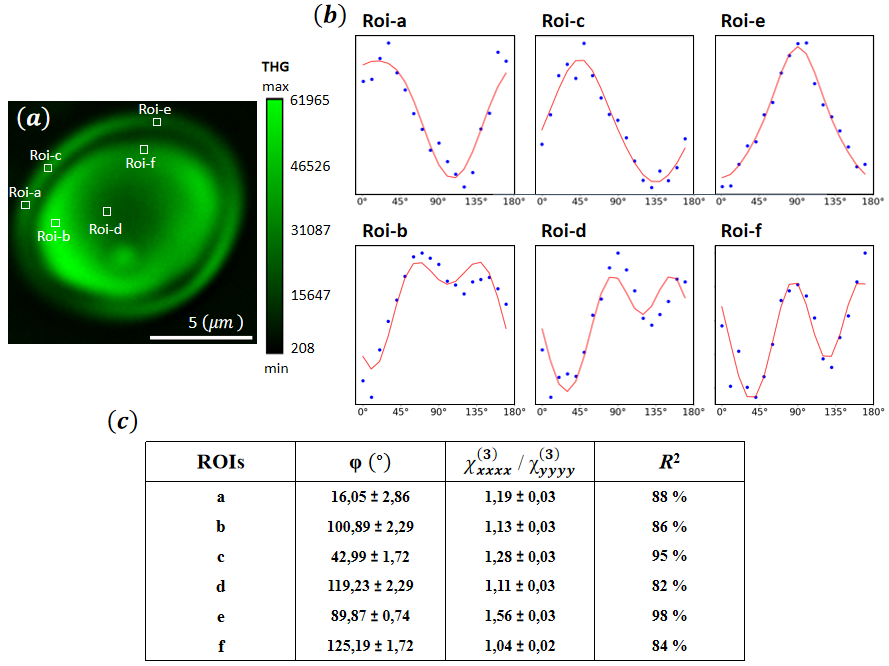 (a)
THG
max
61965
46526
31087
15647
208
min
Roi-e
Roi-f
Roi-c
Roi-a
Roi-d
Roi-b
5 (μm)
(b)
Roi-a
Roi-c
Roi-e
0° 45° 90° 135° 180°
0° 45° 90° 135° 180°
0° 45° 90° 135° 180°
Roi-b
Roi-d
Roi-f
0° 45° 90° 135° 180°
0° 45° 90° 135° 180°
0° 45° 90° 135° 180°
(c)
ROIs φ (°) χ(3)xxxx / χ(3)yyyy R2
a 16,05 ± 2,86 1,19 ± 0,03 88 %
b 100,89 ± 2,29 1,13 ± 0,03 86 %
c 42,99 ± 1,72 1,28 ± 0,03 95 %
d 119,23 ± 2,29 1,11 ± 0,03 82 %
e 89,87 ± 0,74 1,56 ± 0,03 98 %
f 125,19 ± 1,72 1,04 ± 0,02 84 %